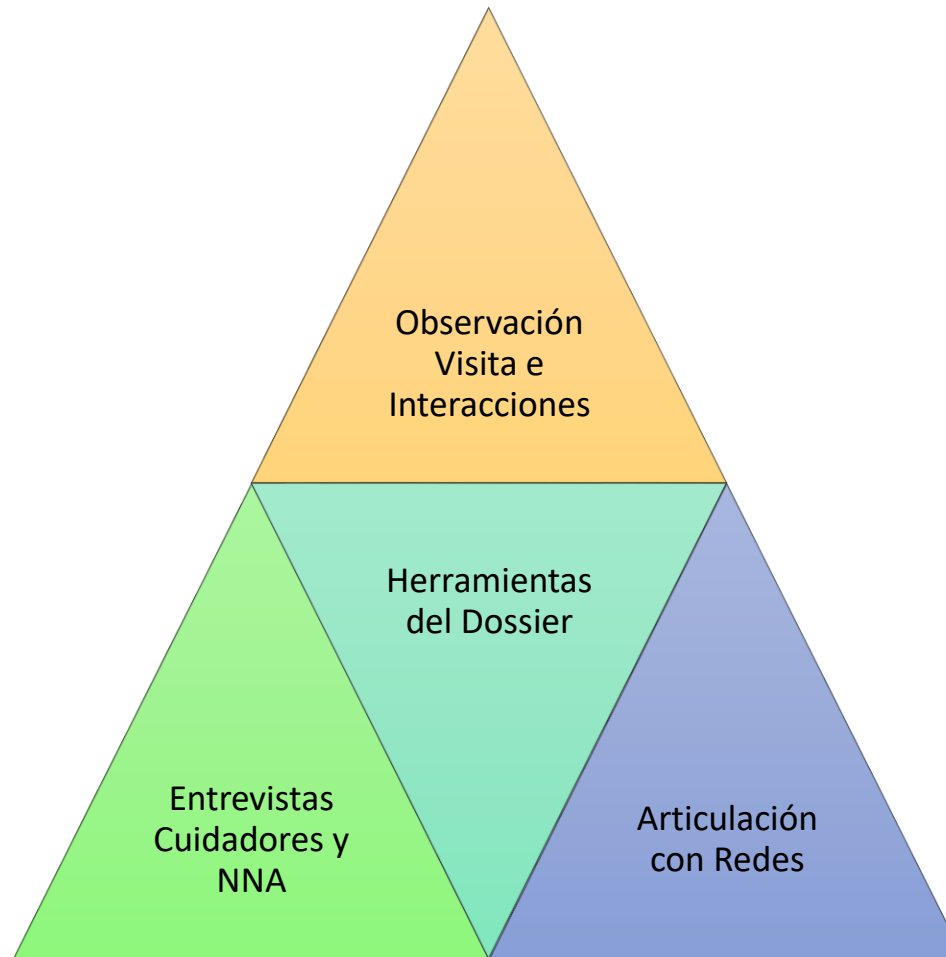 Observación
Visita e
Interacciones
Herramientas
del Dossier
Entrevistas
Cuidadores y
NNA
Articulación
con Redes